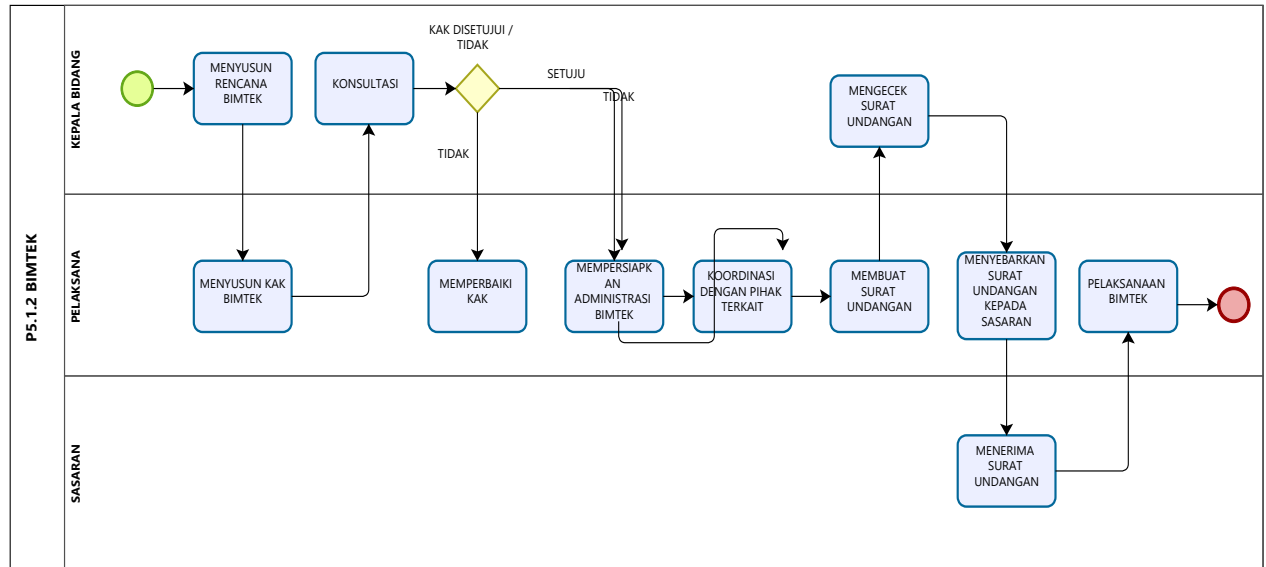 P5.1.2 BIMTEK
KEPALA BIDANG
MENYUSUN
RENCANA
BIMTEK
KONSULTASI
KAK DISETUJUI /
TIDAK
SETUJU
TIDAK
TIDAK
MENGECEK
SURAT
UNDANGAN
PELAKSANA
MENYUSUN KAK
BIMTEK
MEMPERBAIKI
KAK
MEMPERSIAPK
AN
ADMINISTRASI
BIMTEK
KOORDINASI
DENGAN PIHAK
TERKAIT
MEMBUAT
SURAT
UNDANGAN
MENYEBARKAN
SURAT
UNDANGAN
KEPADA
SASARAN
PELAKSANAAN
BIMTEK
SASARAN
MENERIMA
SURAT
UNDANGAN